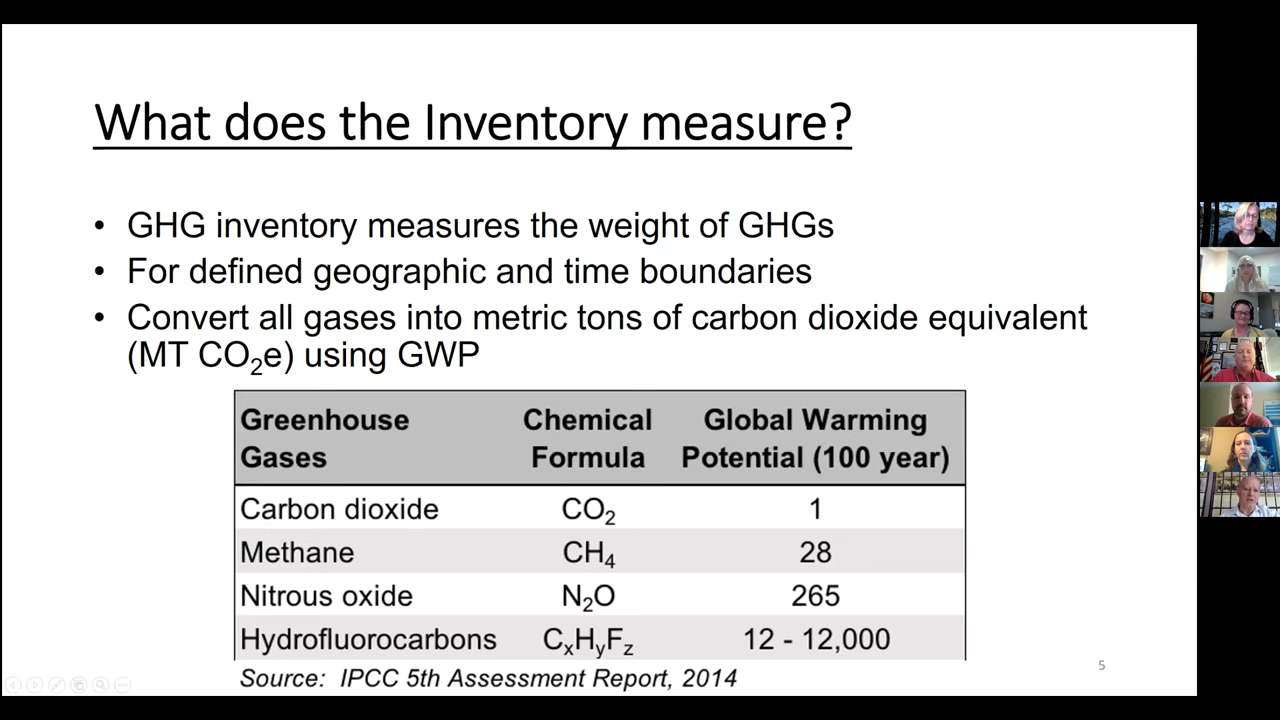 What does the Inventory measure?
• GHG inventory measures the weight of GHGs
• For defined geographic and time boundaries
• Convert all gases into metric tons of carbon dioxide equivalent
(MT CO₂e) using GWP
Greenhouse Gases Chemical Formula Global Warming Potential (100 year)
Carbon dioxide CO₂ 1
Methane CH₄ 28
Nitrous oxide N₂O 265
Hydrofluorocarbons CₓHᵧF_z 12 - 12,000
Source: IPCC 5th Assessment Report, 2014
5